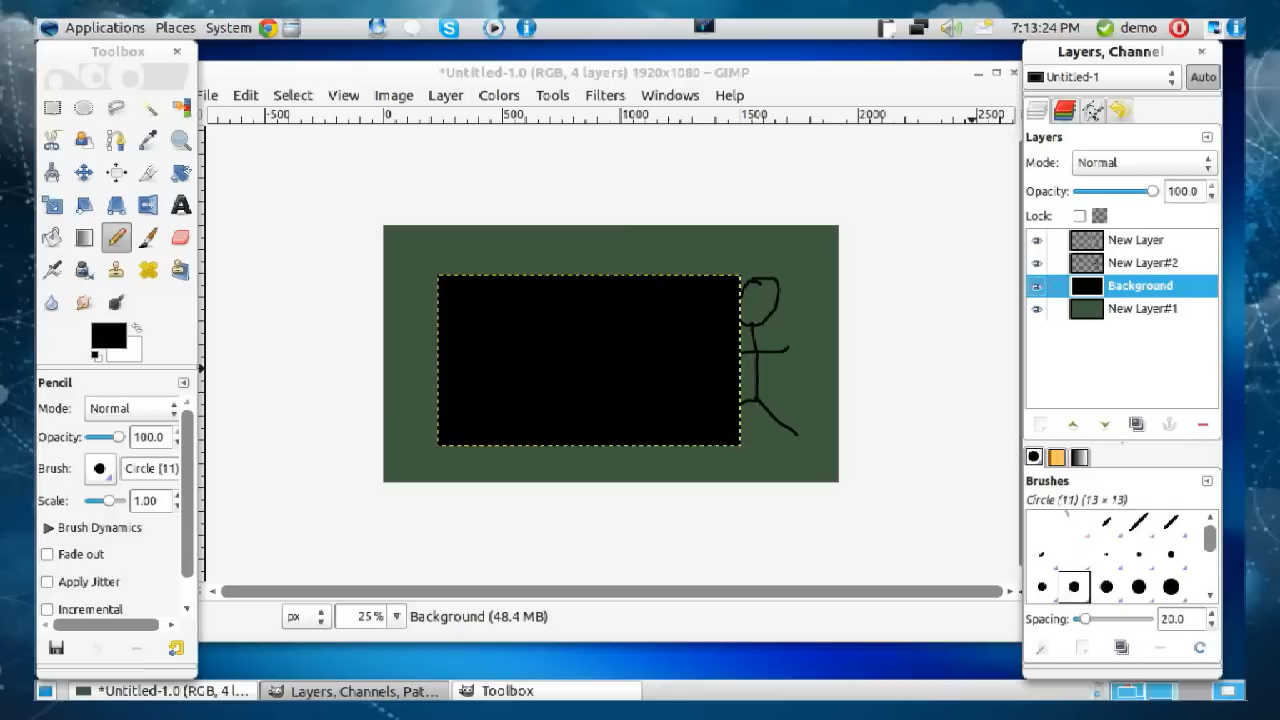 Applications Places System 7:13:24 PM demo
Toolbox
*Untitled-1.0 (RGB, 4 layers) 1920x1080 – GIMP
Layers, Channel
Untitled-1 Auto
File Edit Select View Image Layer Colors Tools Filters Windows Help
-500 0 500 1000 1500 2000 2500
Layers
Mode: Normal
Opacity: 100.0
Lock:
New Layer
New Layer#2
Background
New Layer#1
Pencil
Mode: Normal
Opacity: 100.0
Brush: Circle (11)
Scale: 1.00
Brush Dynamics
Fade out
Apply Jitter
Incremental
Brushes
Circle (11) (13 × 13)
Spacing: 20.0
px 25% Background (48.4 MB)
*Untitled-1.0 (RGB, 4 l... Layers, Channels, Pat... Toolbox